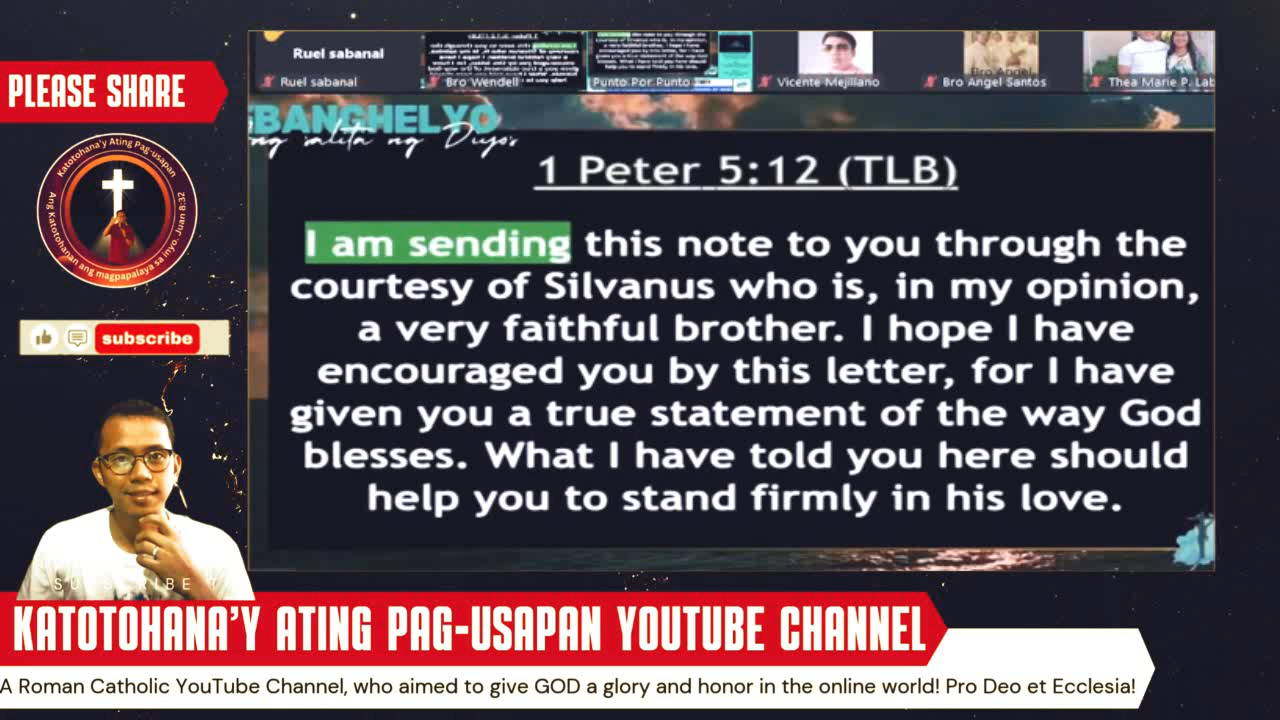 PLEASE SHARE
Katotohana'y Ating Pag-usapan
Ang Katotohanan ang magpapalaya sa inyo. Juan 8:32
subscribe
SUBSCRIBE T
Ruel sabanal
Ruel sabanal
Bro Wendell
Punto Por Punto
Vicente Mejillano
Bro Angel Santos
Thea Marie P. Lab
EBANGHELYO
ng salita ng Diyos
1 Peter 5:12 (TLB)
I am sending this note to you through the
courtesy of Silvanus who is, in my opinion,
a very faithful brother. I hope I have
encouraged you by this letter, for I have
given you a true statement of the way God
blesses. What I have told you here should
help you to stand firmly in his love.
KATOTOHANA'Y ATING PAG-USAPAN YOUTUBE CHANNEL
A Roman Catholic YouTube Channel, who aimed to give GOD a glory and honor in the online world! Pro Deo et Ecclesia!